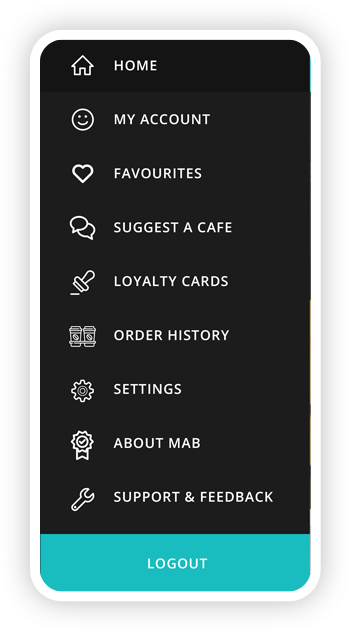 HOME
MY ACCOUNT
FAVOURITES
SUGGEST A CAFE
LOYALTY CARDS
ORDER HISTORY
SETTINGS
ABOUT MAB
SUPPORT & FEEDBACK
LOGOUT